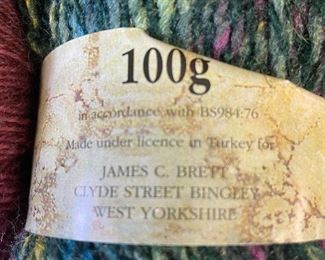 100g
in accordance with BS984:76
Made under licence in Turkey for
JAMES C. BRETT
CLYDE STREET BINGLEY
WEST YORKSHIRE